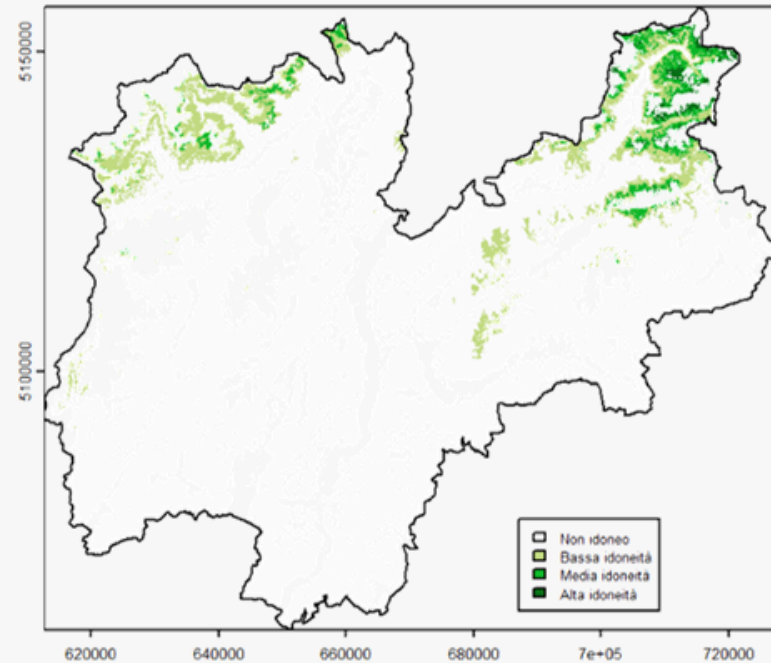 5150000
5100000
Non idoneo
Bassa idoneità
Media idoneità
Alta idoneità
620000 640000 660000 680000 7e+05 720000